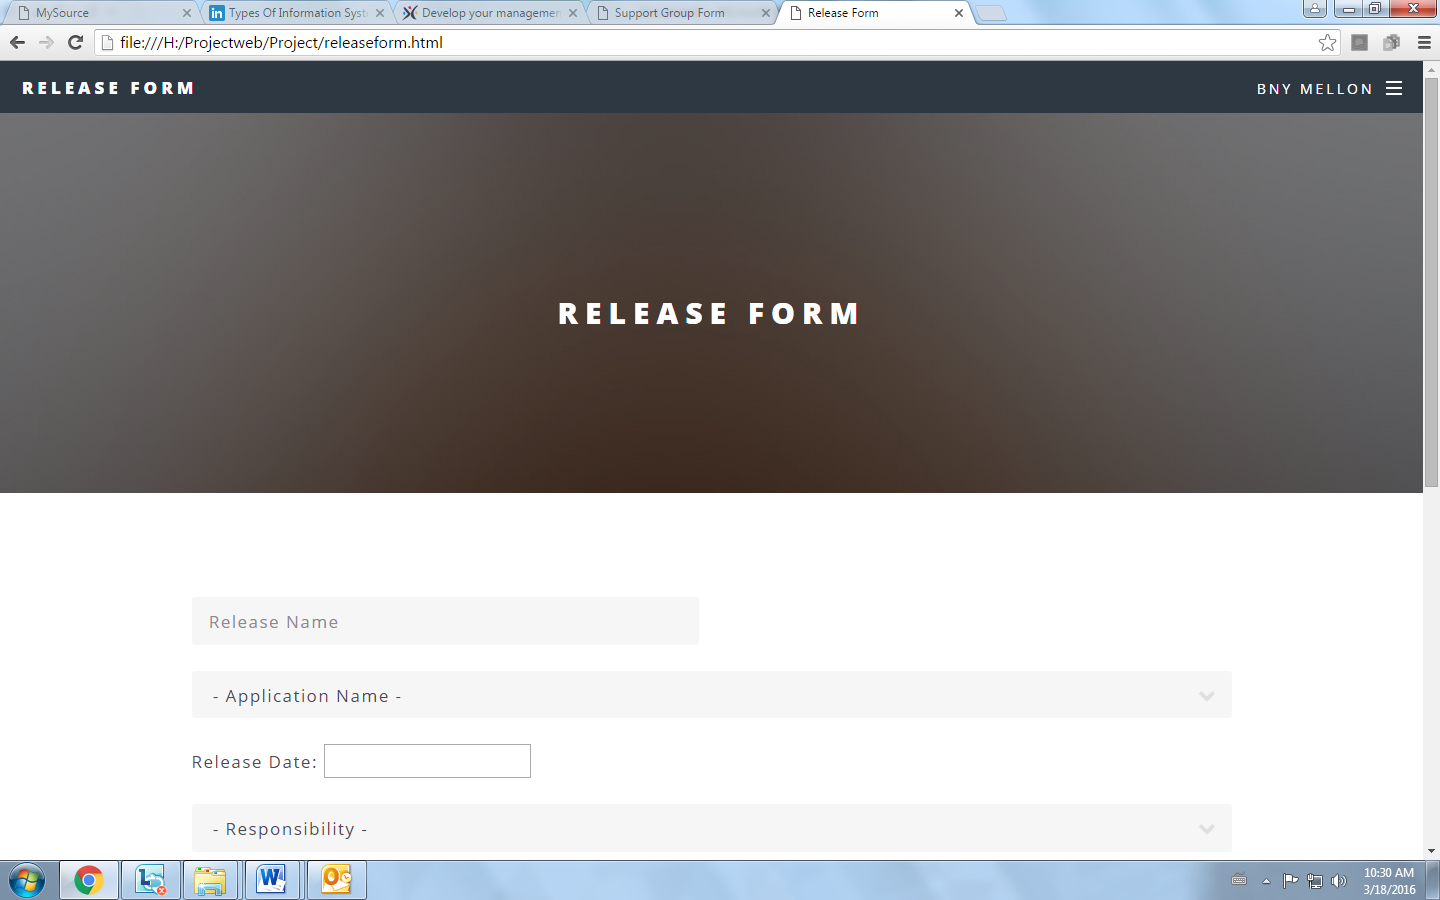 MySource
Types Of Information Syst
Develop your managemen
Support Group Form
Release Form
file:///H:/Projectweb/Project/releaseform.html
RELEASE FORM
BNY MELLON
RELEASE FORM
Release Name
- Application Name -
Release Date:
- Responsibility -
10:30 AM
3/18/2016